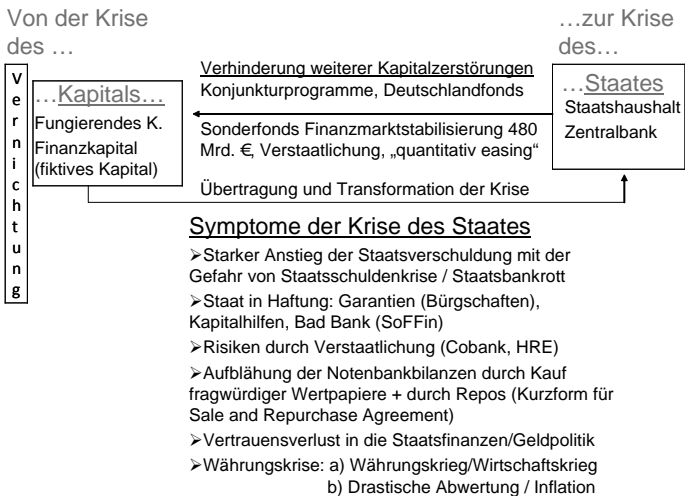 Von der Krise
des …
…zur Krise
des…
Vernichtung
…Kapitals…
Fungierendes K.
Finanzkapital
(fiktives Kapital)
Verhinderung weiterer Kapitalzerstörungen
Konjunkturprogramme, Deutschlandfonds
Sonderfonds Finanzmarktstabilisierung 480
Mrd. €, Verstaatlichung, „quantitativ easing“
Übertragung und Transformation der Krise
…Staates
Staatshaushalt
Zentralbank
Symptome der Krise des Staates
➢Starker Anstieg der Staatsverschuldung mit der
Gefahr von Staatsschuldenkrise / Staatsbankrott
➢Staat in Haftung: Garantien (Bürgschaften),
Kapitalhilfen, Bad Bank (SoFFin)
➢Risiken durch Verstaatlichung (Cobank, HRE)
➢Aufblähung der Notenbankbilanzen durch Kauf
fragwürdiger Wertpapiere + durch Repos (Kurzform für
Sale and Repurchase Agreement)
➢Vertrauensverlust in die Staatsfinanzen/Geldpolitik
➢Währungskrise: a) Währungskrieg/Wirtschaftskrieg
b) Drastische Abwertung / Inflation